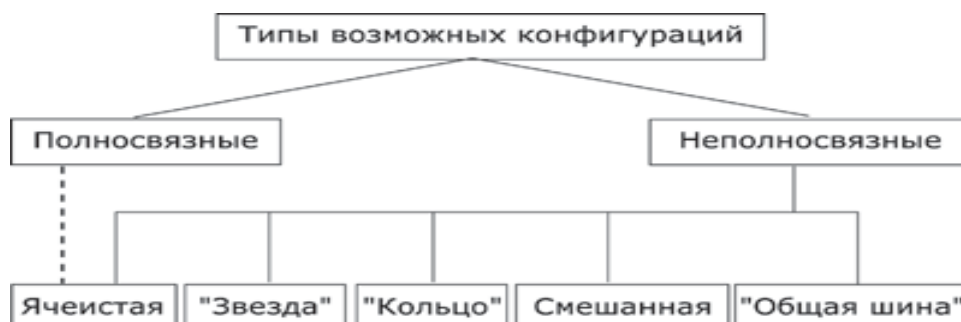 Типы возможных конфигураций
Полносвязные
Неполносвязные
Ячеистая
"Звезда"
"Кольцо"
Смешанная
"Общая шина"